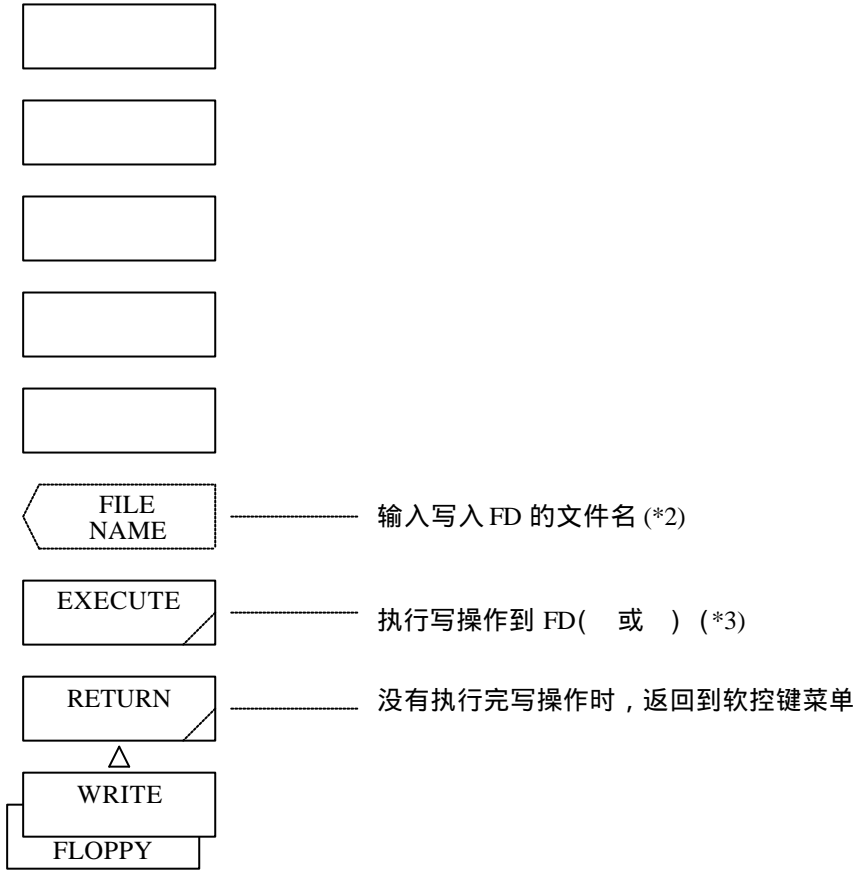 FILE
NAME
输入写入 FD 的文件名 (*2)
EXECUTE
执行写操作到 FD(　或　) (*3)
RETURN
没有执行完写操作时，返回到软控键菜单
WRITE
FLOPPY